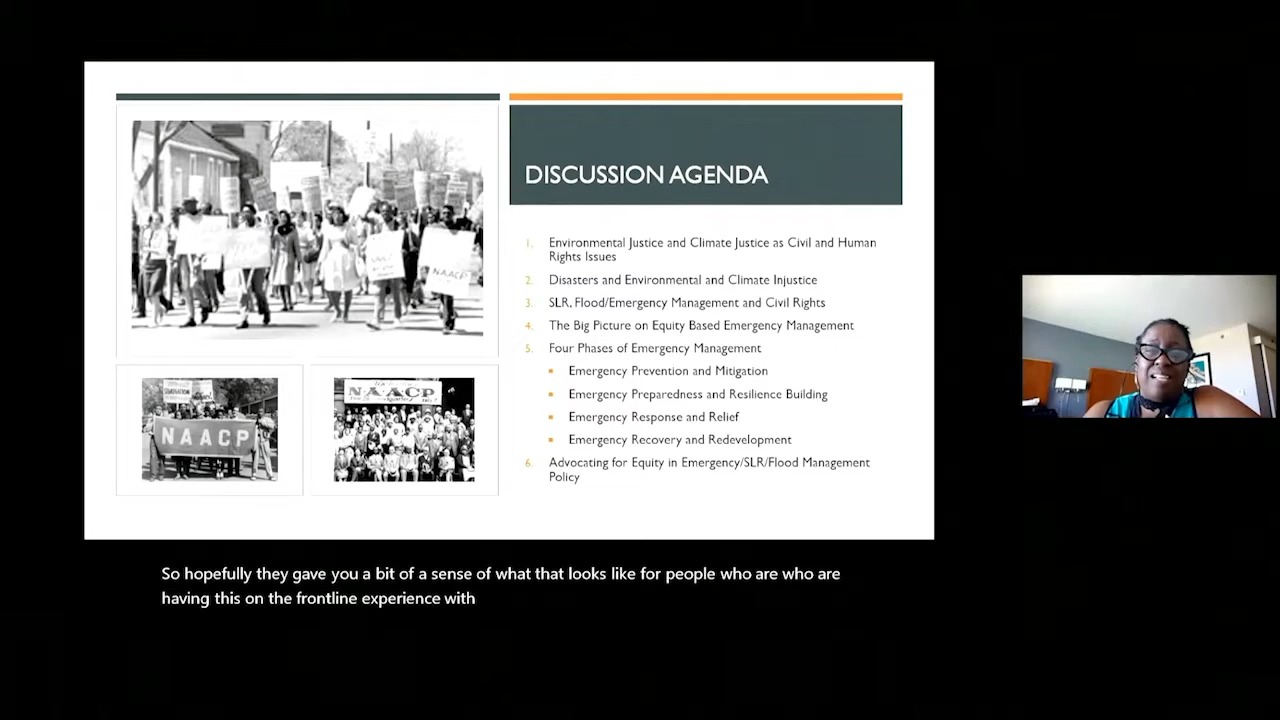 DISCUSSION AGENDA
1. Environmental Justice and Climate Justice as Civil and Human
Rights Issues
2. Disasters and Environmental and Climate Injustice
3. SLR, Flood/Emergency Management and Civil Rights
4. The Big Picture on Equity Based Emergency Management
5. Four Phases of Emergency Management
Emergency Prevention and Mitigation
Emergency Preparedness and Resilience Building
Emergency Response and Relief
Emergency Recovery and Redevelopment
6. Advocating for Equity in Emergency/SLR/Flood Management
Policy
NAACP
NAACP
N.A.A.C.P
So hopefully they gave you a bit of a sense of what that looks like for people who are who are
having this on the frontline experience with